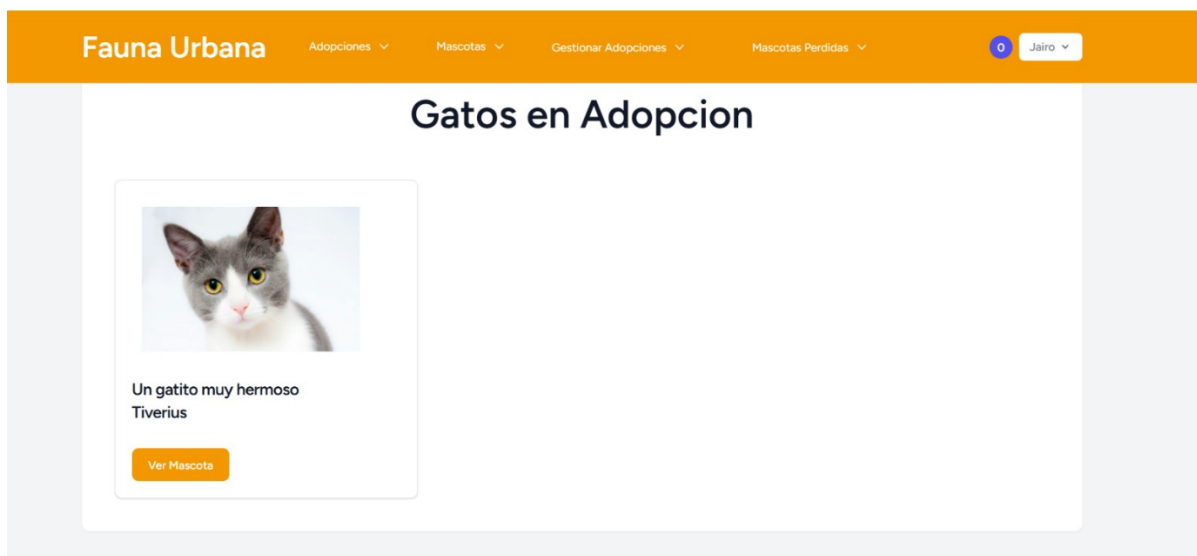 Fauna Urbana Adopciones Mascotas Gestionar Adopciones Mascotas Perdidas 0 Jairo
Gatos en Adopcion
Un gatito muy hermoso
Tiverius
Ver Mascota